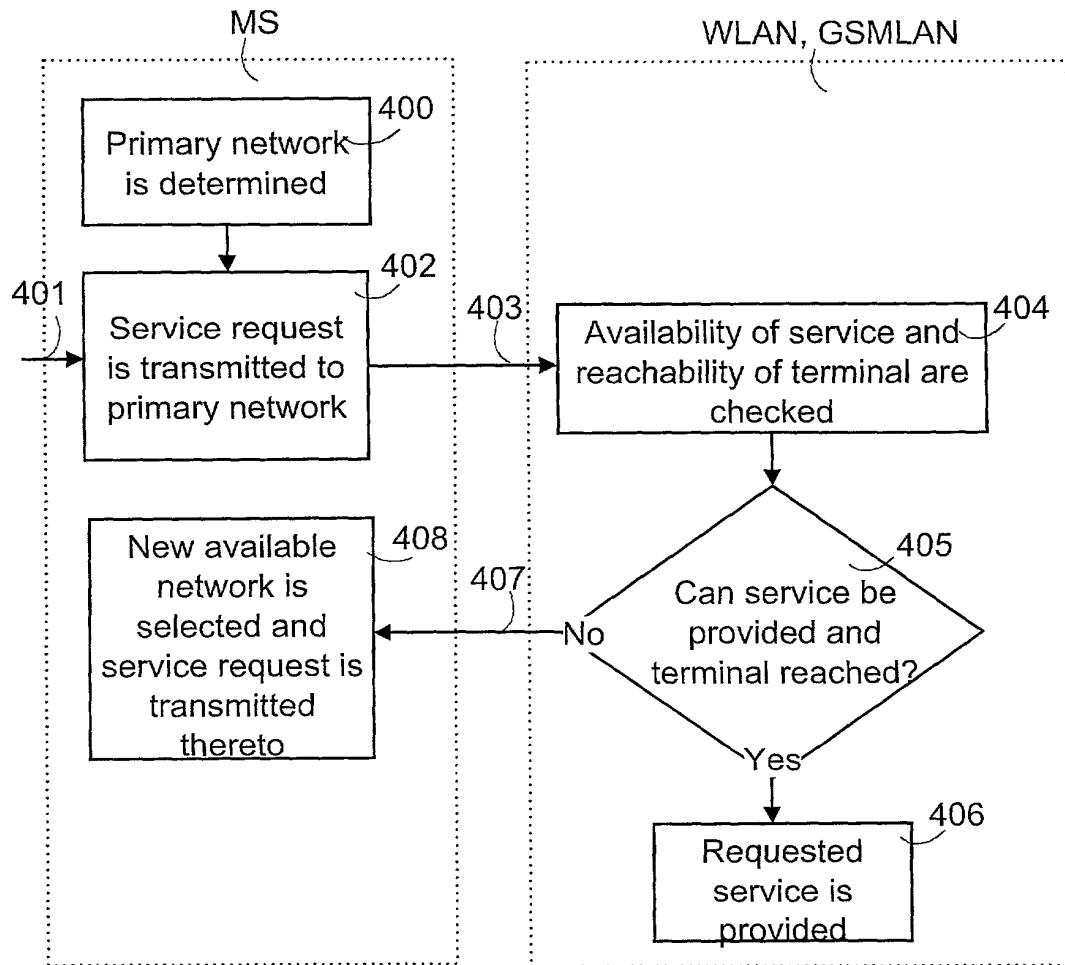 MS
WLAN, GSMLAN
400
Primary network
is determined
402
401
Service request
is transmitted to
primary network
403
404
Availability of service and
reachability of terminal are
checked
405
Can service be
provided and
terminal reached?
No
Yes
407
408
New available
network is
selected and
service request is
transmitted
thereto
406
Requested
service is
provided